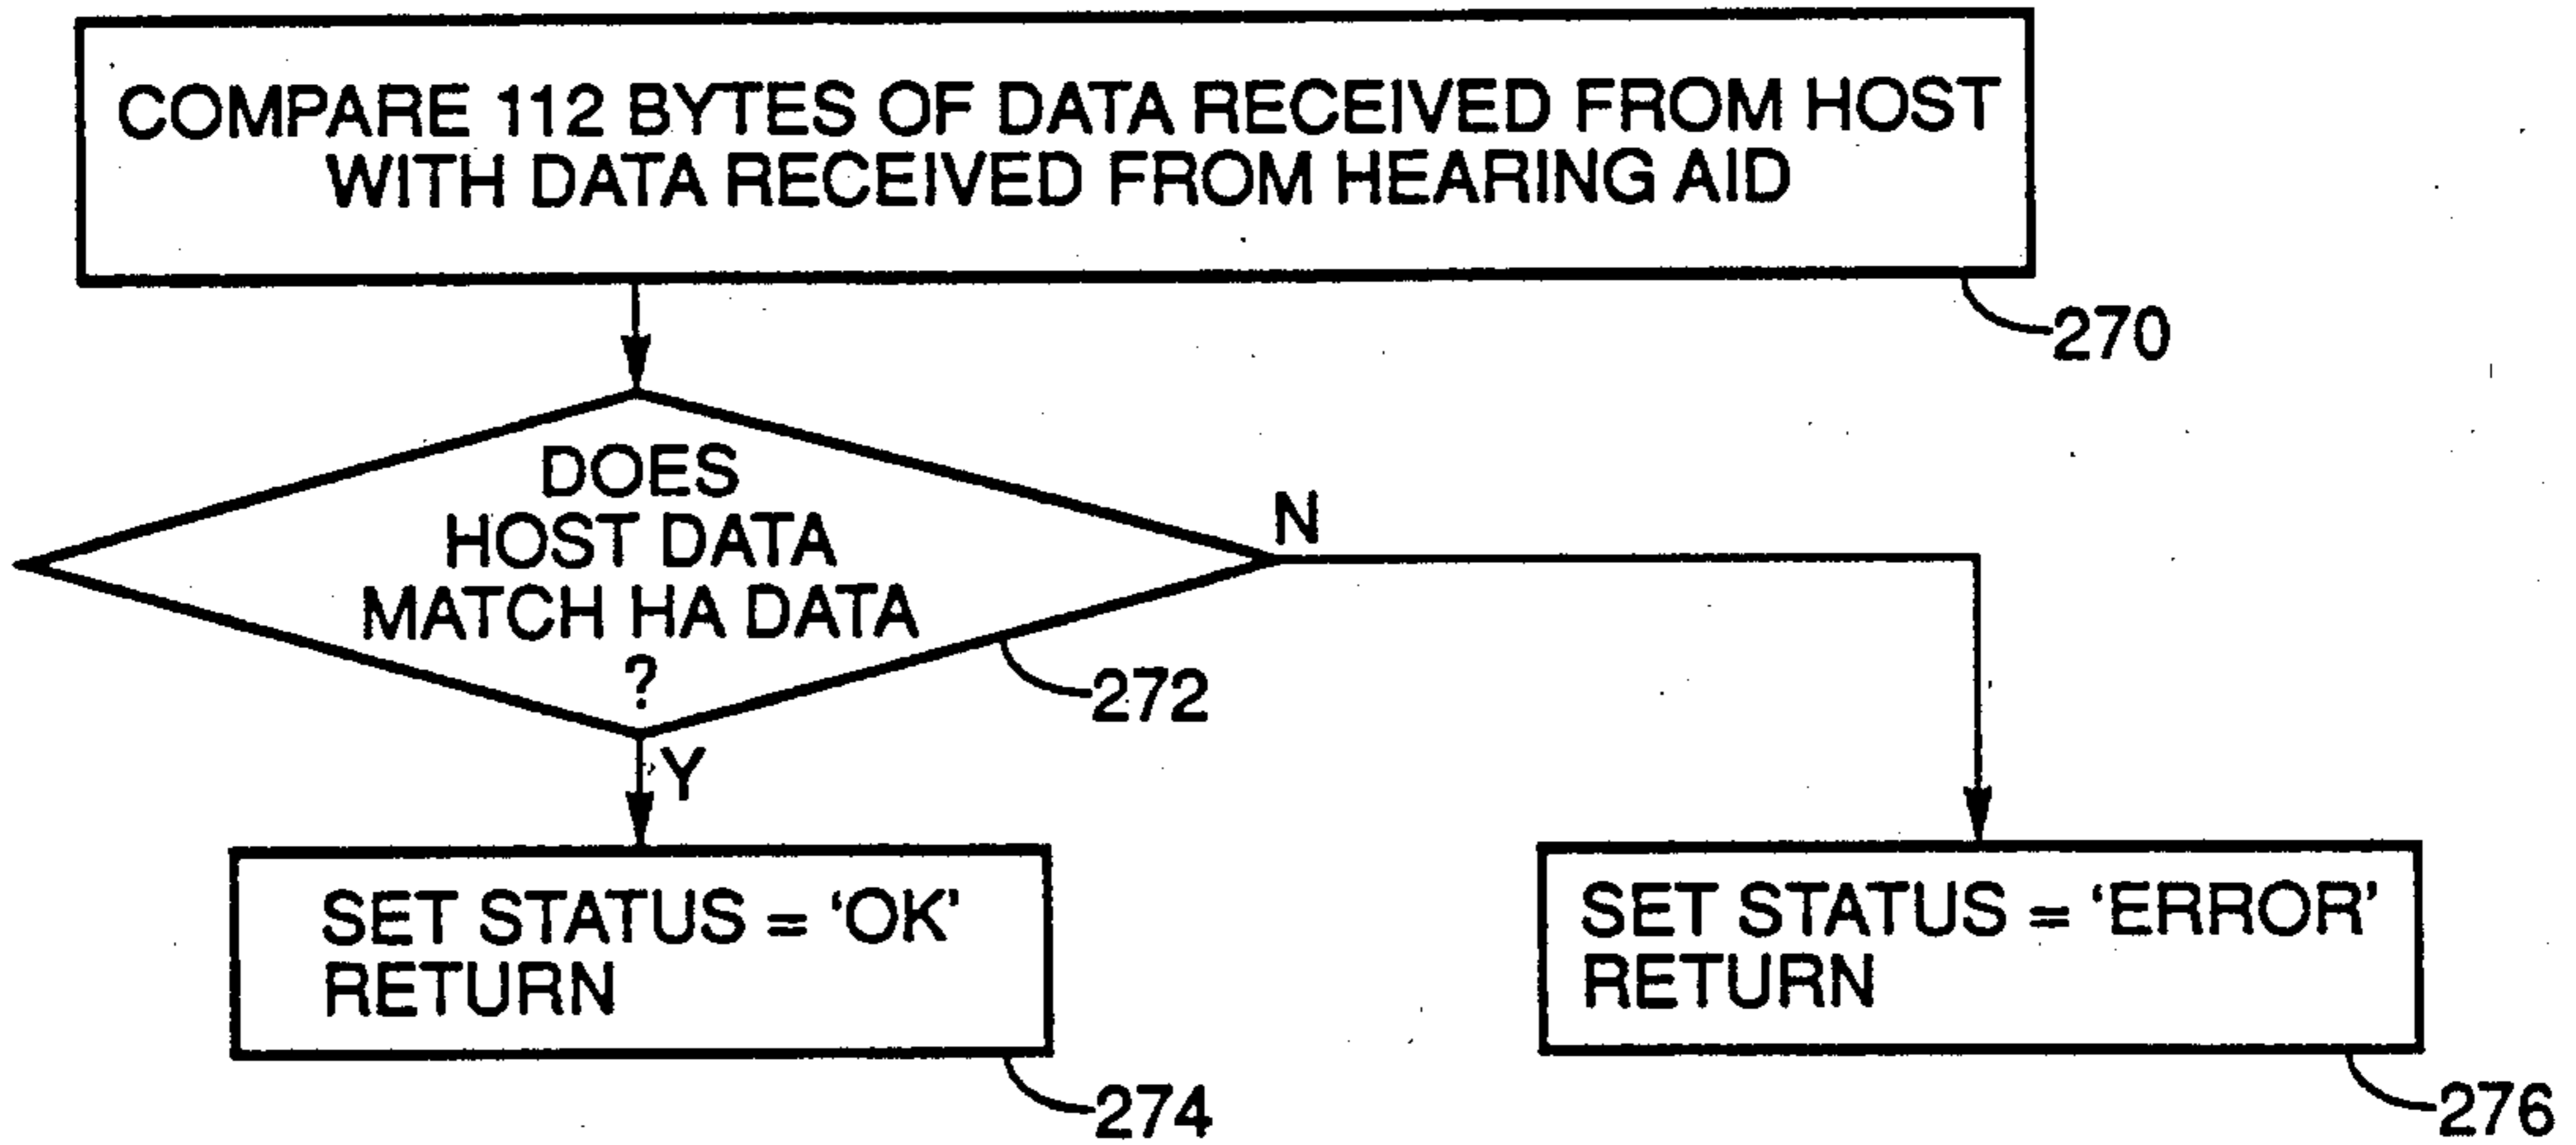 COMPARE 112 BYTES OF DATA RECEIVED FROM HOST
WITH DATA RECEIVED FROM HEARING AID
270
DOES
HOST DATA
MATCH HA DATA
?
N
272
Y
SET STATUS = 'OK'
RETURN
274
SET STATUS = 'ERROR'
RETURN
276